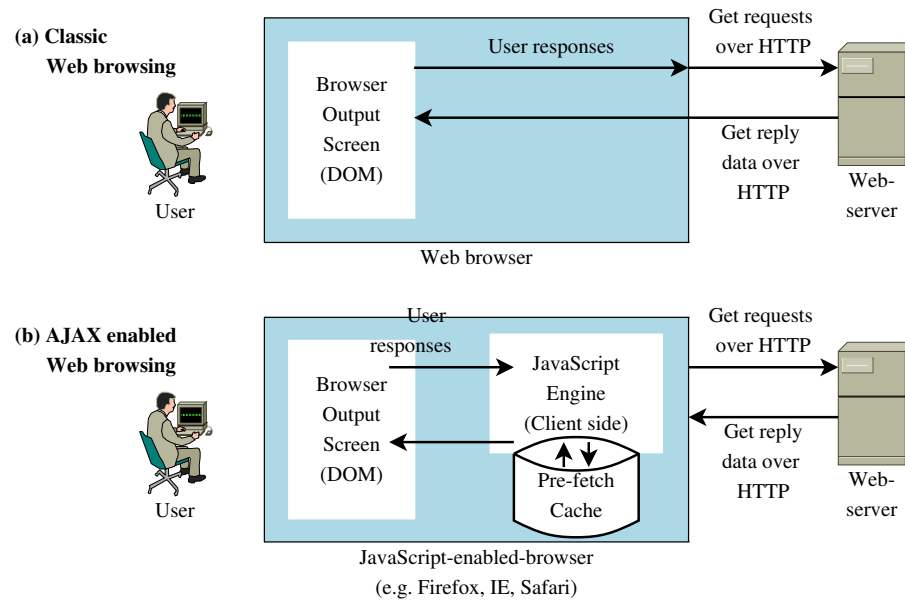 (a) Classic
Web browsing
User
Browser
Output
Screen
(DOM)
User responses
Web browser
Get requests
over HTTP
Get reply
data over
HTTP
Web-
server
(b) AJAX enabled
Web browsing
User
Browser
Output
Screen
(DOM)
User
responses
JavaScript
Engine
(Client side)
Pre-fetch
Cache
JavaScript-enabled-browser
(e.g. Firefox, IE, Safari)
Get requests
over HTTP
Get reply
data over
HTTP
Web-
server